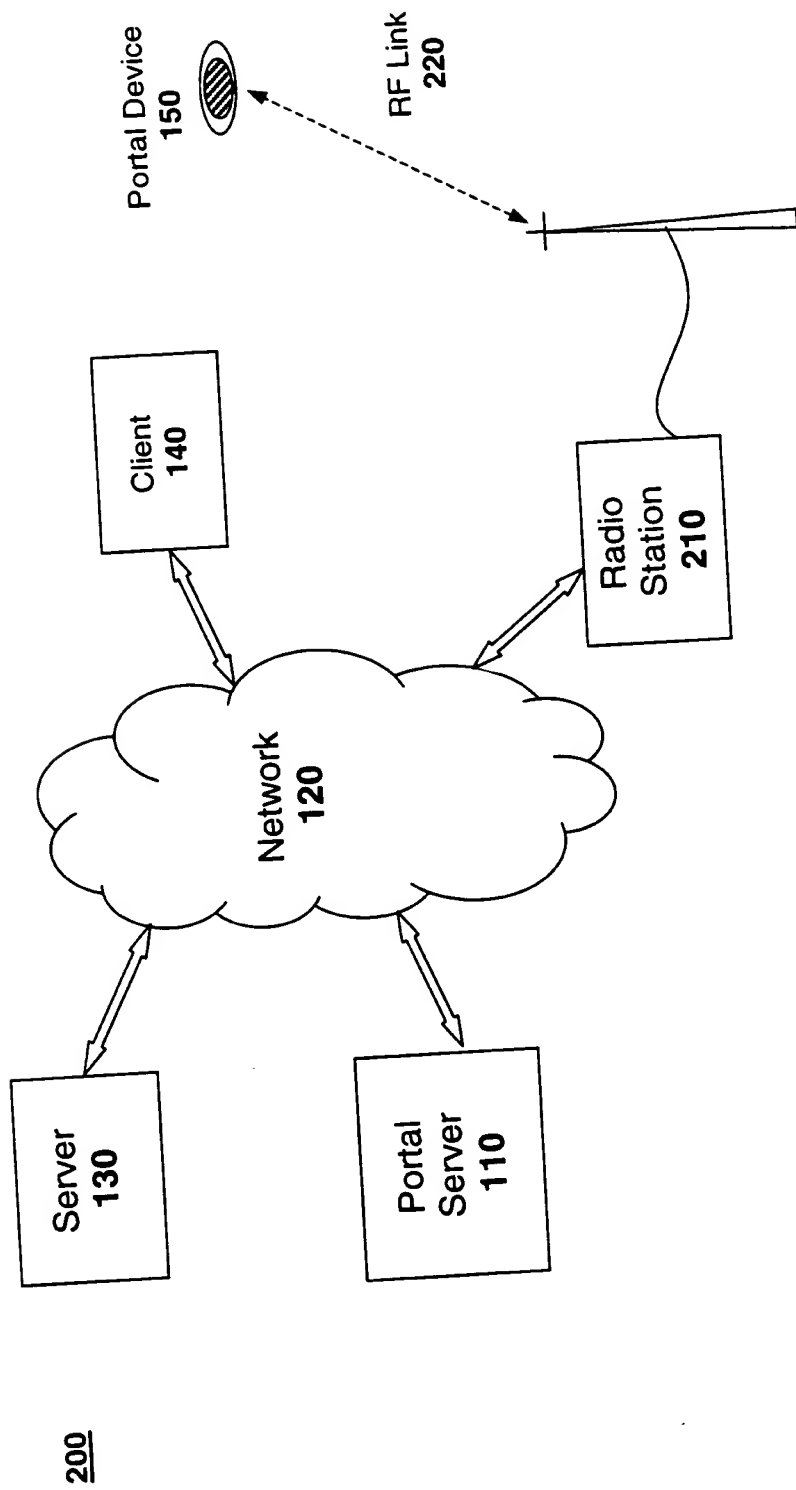 200
Server
130
Portal
Server
110
Network
120
Client
140
Radio
Station
210
Portal Device
150
RF Link
220